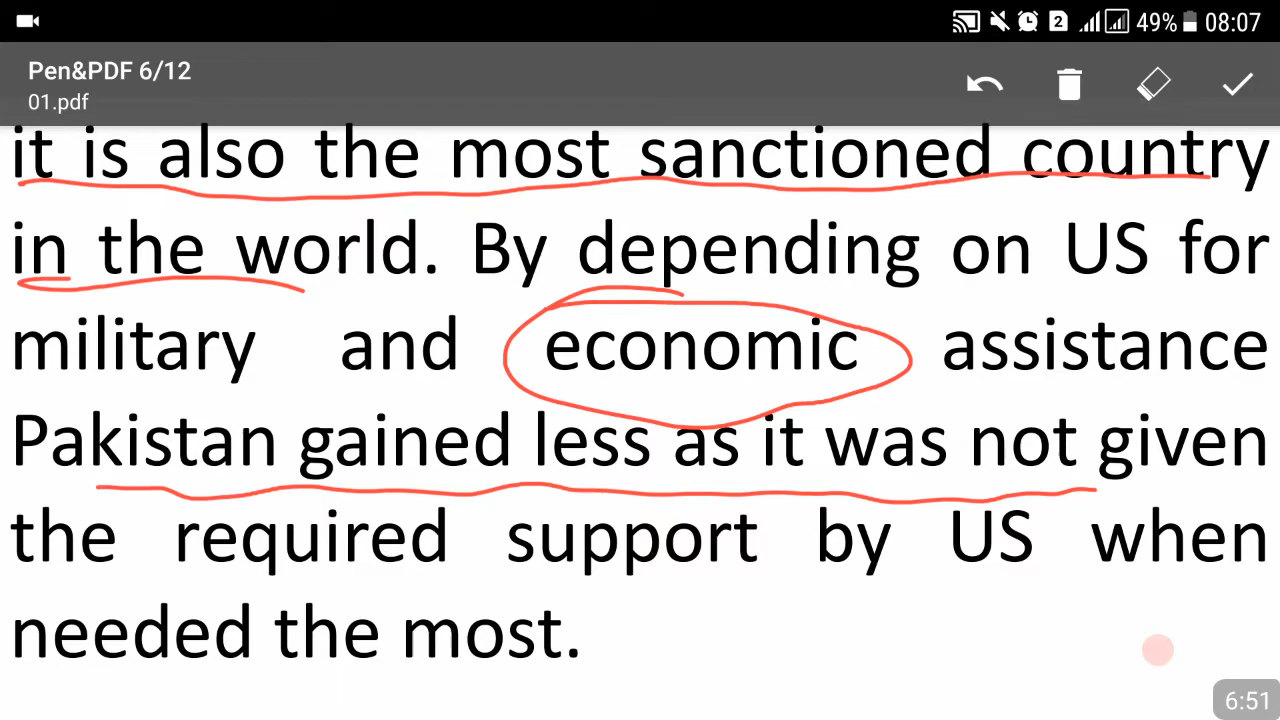 2 49% 08:07
Pen&PDF 6/12
01.pdf
it is also the most sanctioned country
in the world. By depending on US for
military and economic assistance
Pakistan gained less as it was not given
the required support by US when
needed the most.
6:51